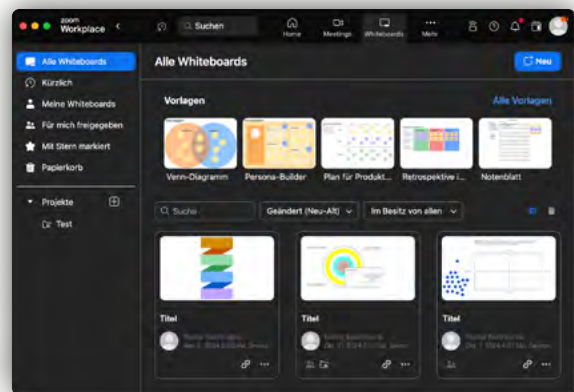 zoom
Workplace
Suchen
Home
Meetings
Whiteboards
Mehr
Alle Whiteboards
Kürzlich
Meine Whiteboards
Für mich freigegeben
Mit Stern markiert
Papierkorb
Projekte
Test
Alle Whiteboards
Neu
Vorlagen
Alle Vorlagen
Venn-Diagramm
Persona-Builder
Plan für Produkt...
Retrospektive i...
Notenblatt
Suche
Geändert (Neu-Alt)
Im Besitz von allen
Titel
Titel
Titel